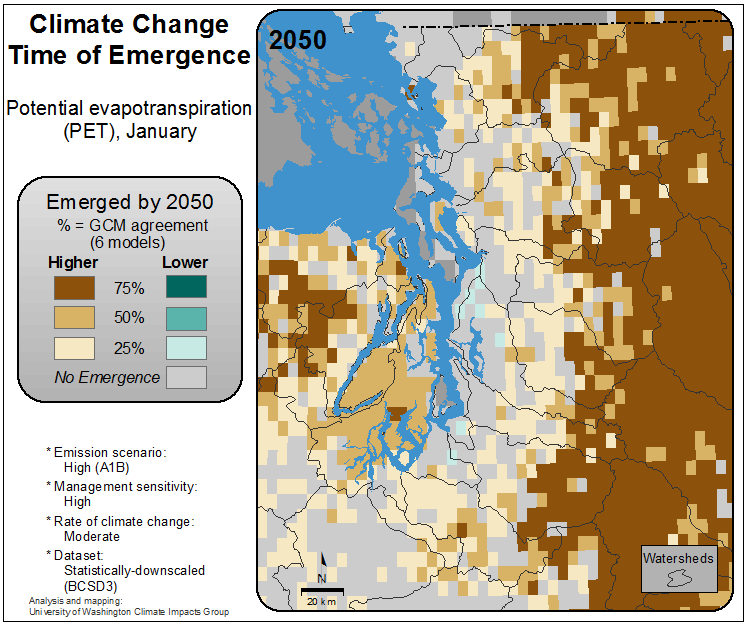 Climate Change
Time of Emergence
Potential evapotranspiration
(PET), January
Emerged by 2050
% = GCM agreement
(6 models)
Higher Lower
75%
50%
25%
No Emergence
* Emission scenario:
High (A1B)
* Management sensitivity:
High
* Rate of climate change:
Moderate
* Dataset:
Statistically-downscaled
(BCSD3)
Analysis and mapping:
University of Washington Climate Impacts Group
2050
N
20 km
Watersheds